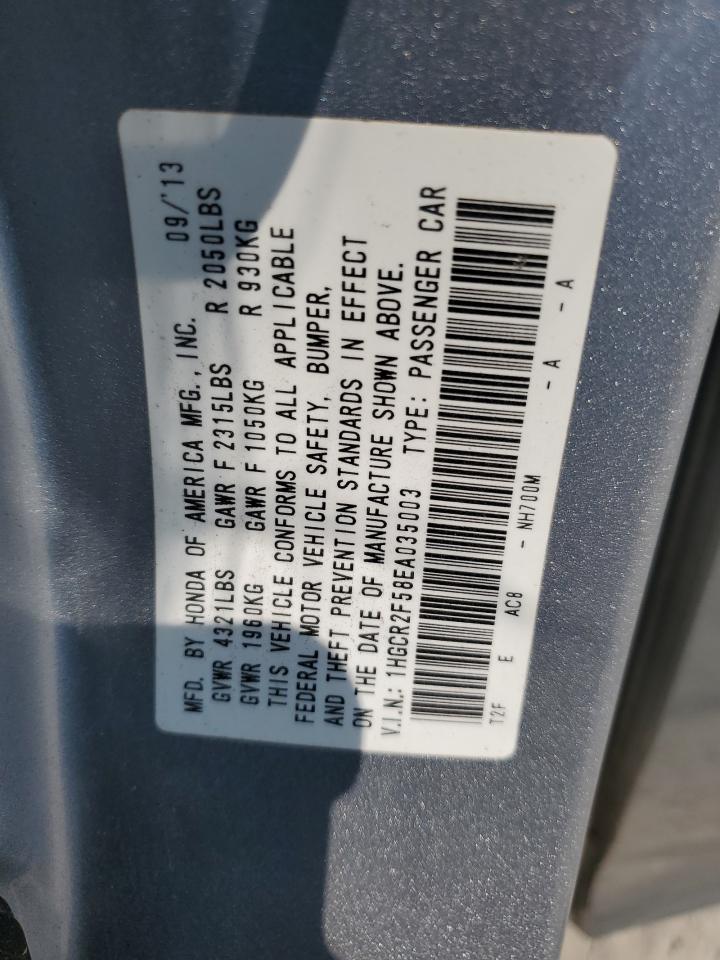 MFD. BY HONDA OF AMERICA MFG., INC. 09/'13
GVWR 4321LBS GAWR F 2315LBS R 2050LBS
GVWR 1960KG GAWR F 1050KG R 930KG
THIS VEHICLE CONFORMS TO ALL APPLICABLE
FEDERAL MOTOR VEHICLE SAFETY, BUMPER,
AND THEFT PREVENTION STANDARDS IN EFFECT
ON THE DATE OF MANUFACTURE SHOWN ABOVE.
V.I.N.: 1HGCR2F58EA035003 TYPE: PASSENGER CAR
T2F E AC8 - NH700M - A - A